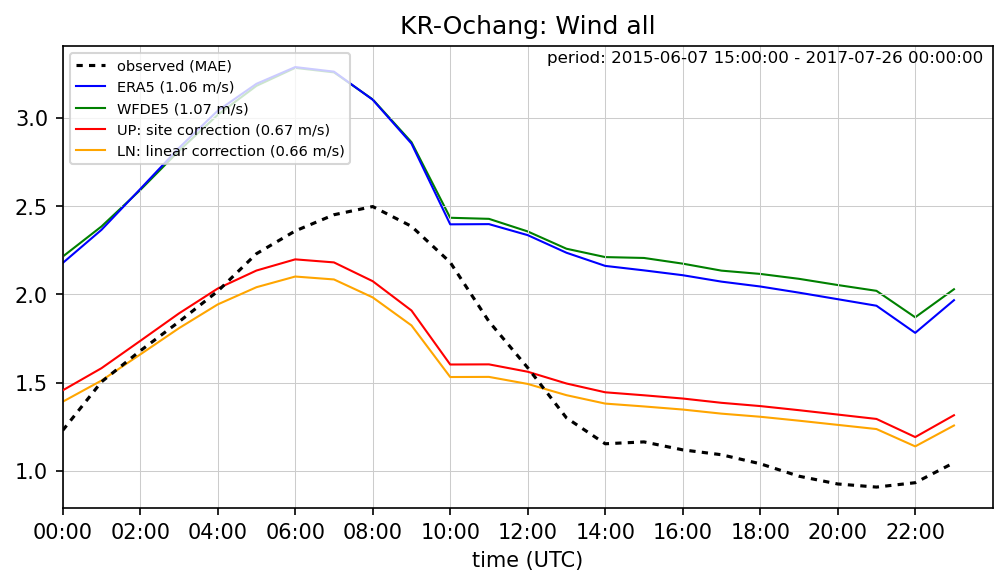 KR-Ochang: Wind all
period: 2015-06-07 15:00:00 - 2017-07-26 00:00:00
observed (MAE)
ERA5 (1.06 m/s)
WFDE5 (1.07 m/s)
UP: site correction (0.67 m/s)
LN: linear correction (0.66 m/s)
3.0
2.5
2.0
1.5
1.0
00:00 02:00 04:00 06:00 08:00 10:00 12:00 14:00 16:00 18:00 20:00 22:00
time (UTC)